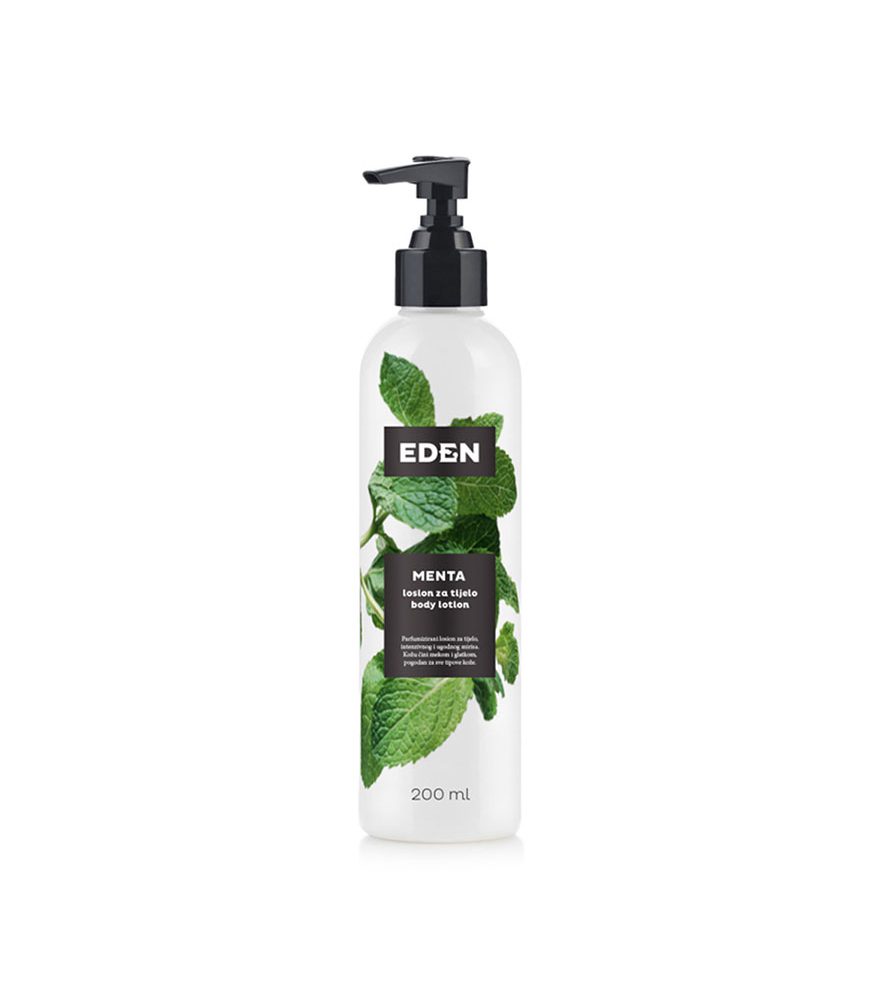 EDEN
MENTA
losion za tijelo
body lotion
Parfumizirani losion za tijelo,
intenzivnog i ugodnog mirisa.
Kožu čini mekom i glatkom,
pogodan za sve tipove kože.
200 ml